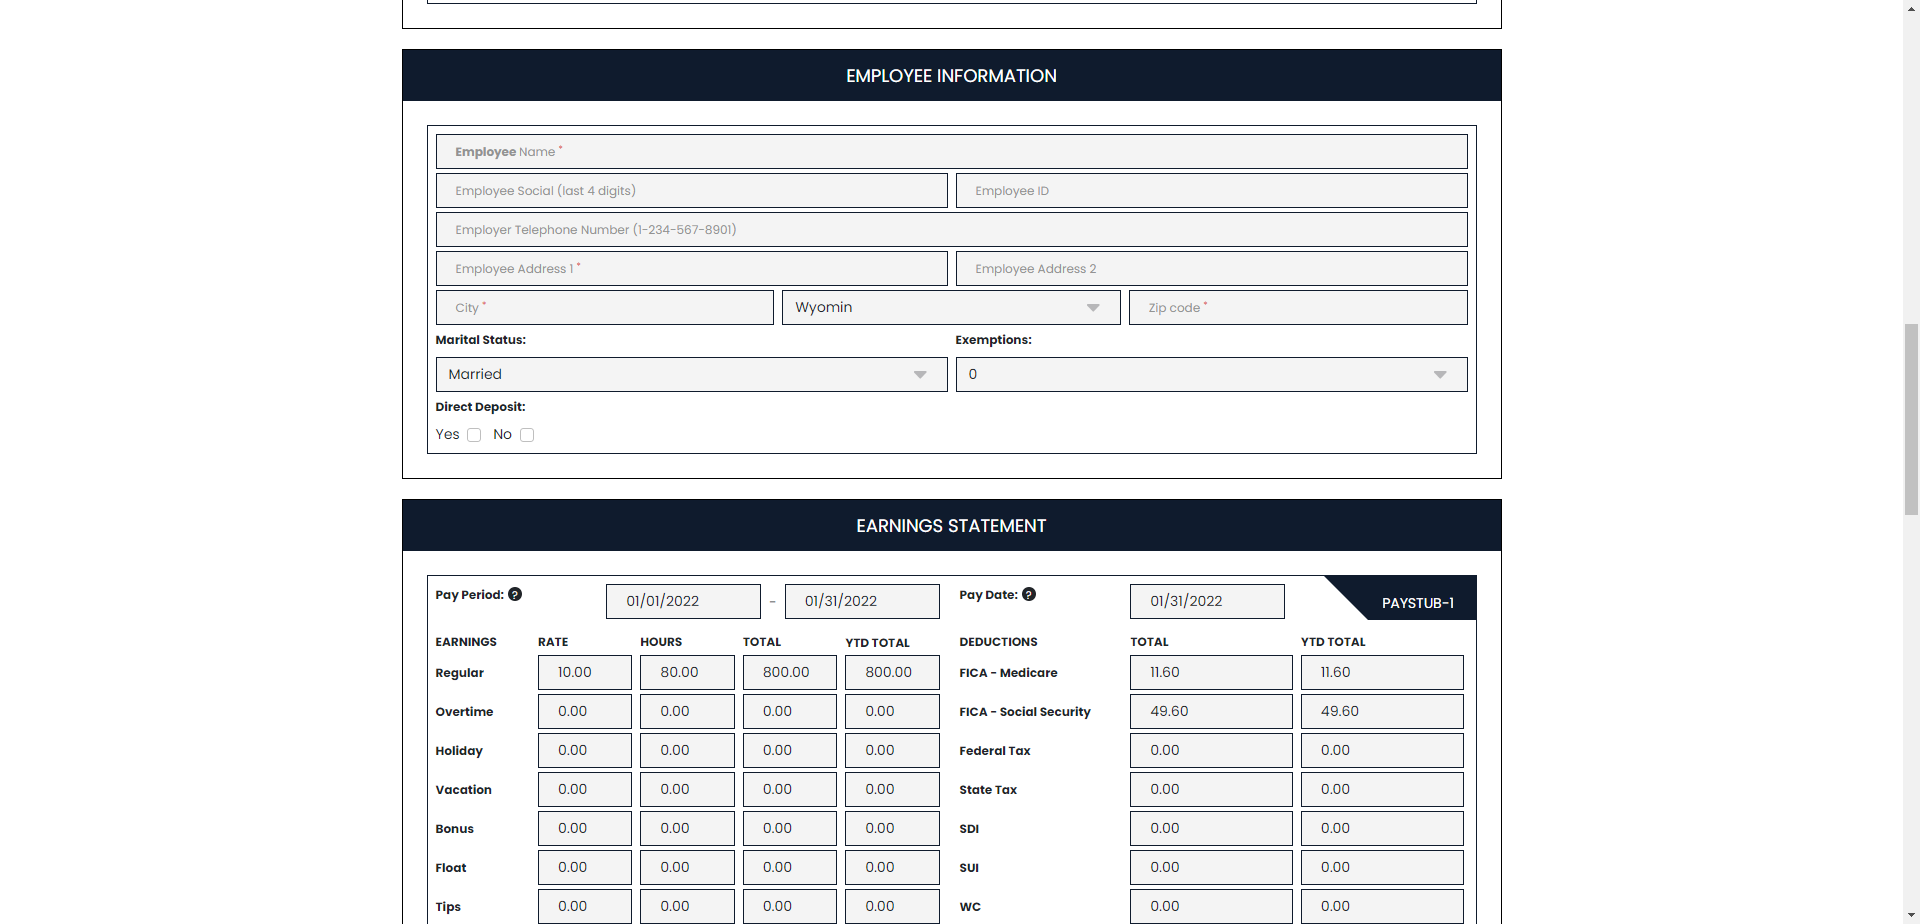 EMPLOYEE INFORMATION
Employee Name *
Employee Social (last 4 digits) Employee ID
Employer Telephone Number (1-234-567-8901)
Employee Address 1 * Employee Address 2
City * Wyomin Zip code *
Marital Status: Exemptions:
Married 0
Direct Deposit:
Yes No
EARNINGS STATEMENT
Pay Period: ? 01/01/2022 - 01/31/2022 Pay Date: ? 01/31/2022 PAYSTUB-1
EARNINGS RATE HOURS TOTAL YTD TOTAL DEDUCTIONS TOTAL YTD TOTAL
Regular 10.00 80.00 800.00 800.00 FICA - Medicare 11.60 11.60
Overtime 0.00 0.00 0.00 0.00 FICA - Social Security 49.60 49.60
Holiday 0.00 0.00 0.00 0.00 Federal Tax 0.00 0.00
Vacation 0.00 0.00 0.00 0.00 State Tax 0.00 0.00
Bonus 0.00 0.00 0.00 0.00 SDI 0.00 0.00
Float 0.00 0.00 0.00 0.00 SUI 0.00 0.00
Tips 0.00 0.00 0.00 0.00 WC 0.00 0.00